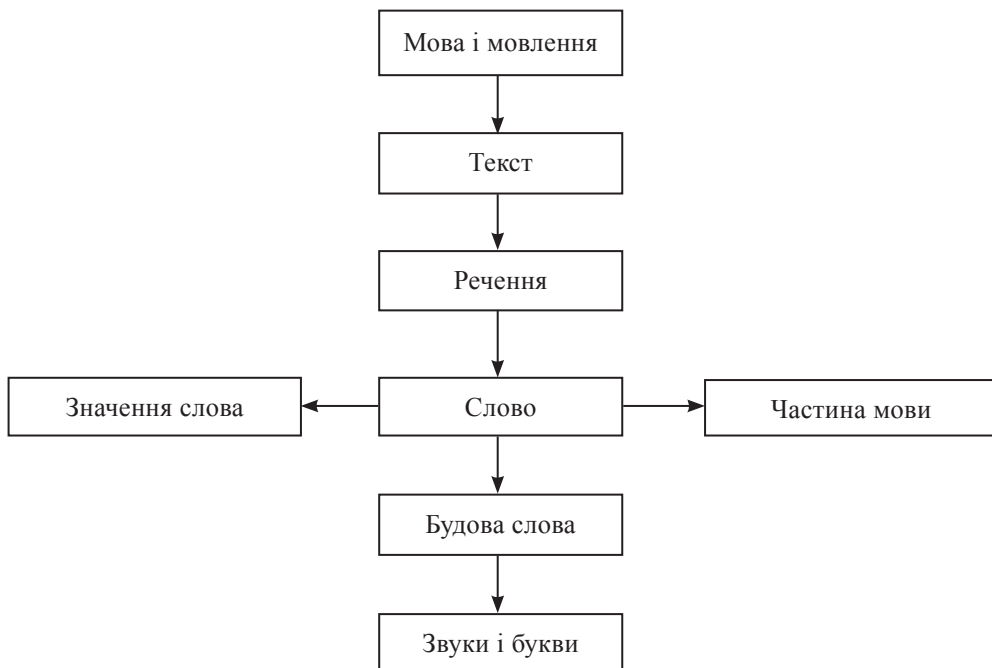 Мова і мовлення
Текст
Речення
Значення слова
Слово
Частина мови
Будова слова
Звуки і букви